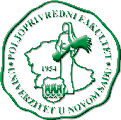 POLJOPRIVREDNI FAKULTET
1954
UNIVERZITET U NOVOM SADU